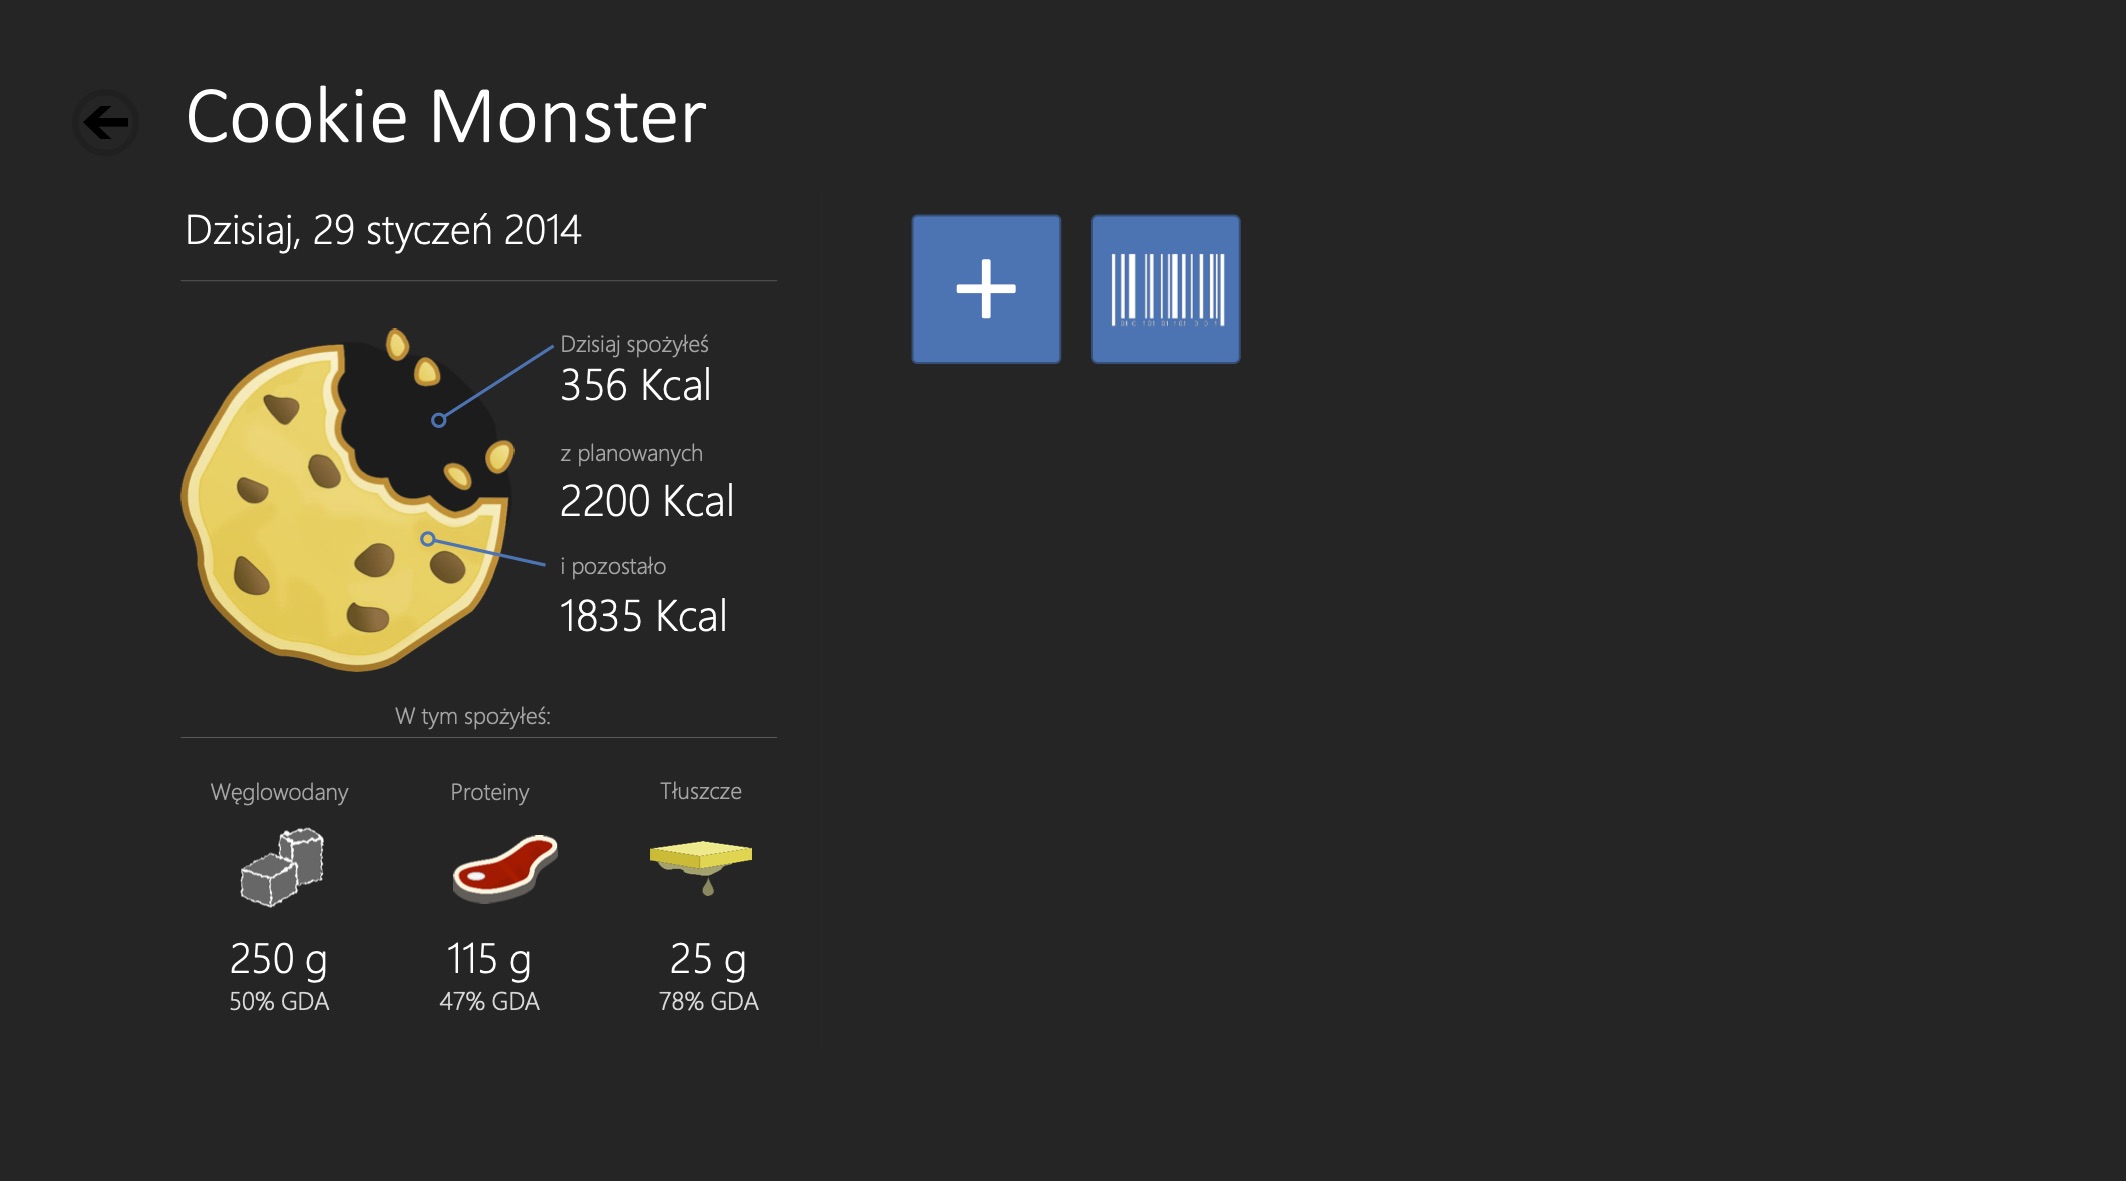 Cookie Monster
Dzisiaj, 29 styczeń 2014
Dzisiaj spożyłeś
356 Kcal
z planowanych
2200 Kcal
i pozostało
1835 Kcal
W tym spożyłeś:
Węglowodany
Proteiny
Tłuszcze
250 g
115 g
25 g
50% GDA
47% GDA
78% GDA